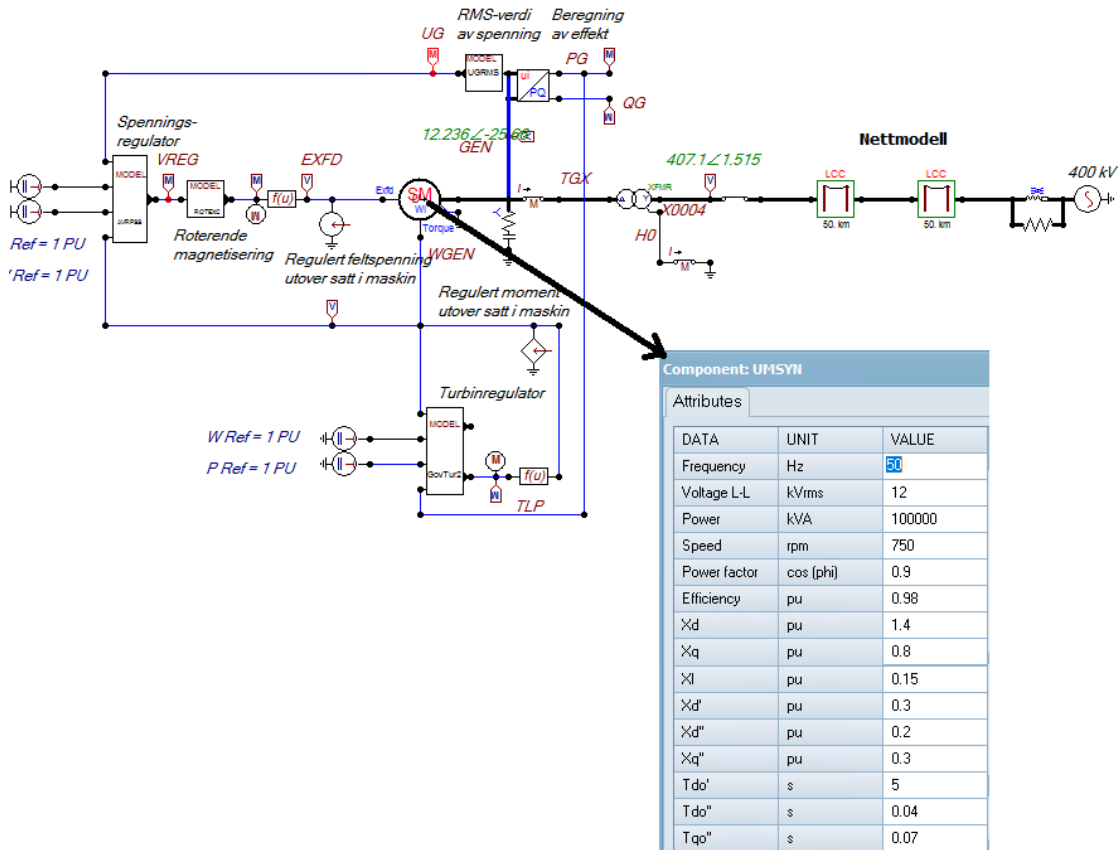 RMS-verdi av spenning
Beregning av effekt
UG
PG
QG
MODEL
UGRMS
ui
PQ
M
M
M
12.236∠-25.66
GEN
Spennings-
regulator
VREG
EXFD
MODEL
AVRPSS
M
MODEL
ROTEXC
M
M
f(u)
V
Exfd
SM
WI
Torque
WGEN
I
M
TGX
407.1∠1.515
XFMR
V
Y
X0004
H0
I
M
Nettmodell
LCC
50. km
LCC
50. km
400 kV
S
Ref = 1 PU
Ref = 1 PU
Roterende
magnetisering
Regulert feltspenning
utover satt i maskin
Regulert moment
utover satt i maskin
V
Turbinregulator
W Ref = 1 PU
P Ref = 1 PU
MODEL
GovTur2
M
M
f(u)
TLP
Component: UMSYN
Attributes
DATA UNIT VALUE
Frequency Hz 50
Voltage L-L kVrms 12
Power kVA 100000
Speed rpm 750
Power factor cos (phi) 0.9
Efficiency pu 0.98
Xd pu 1.4
Xq pu 0.8
Xl pu 0.15
Xd' pu 0.3
Xd'' pu 0.2
Xq'' pu 0.3
Tdo' s 5
Tdo'' s 0.04
Tqo'' s 0.07